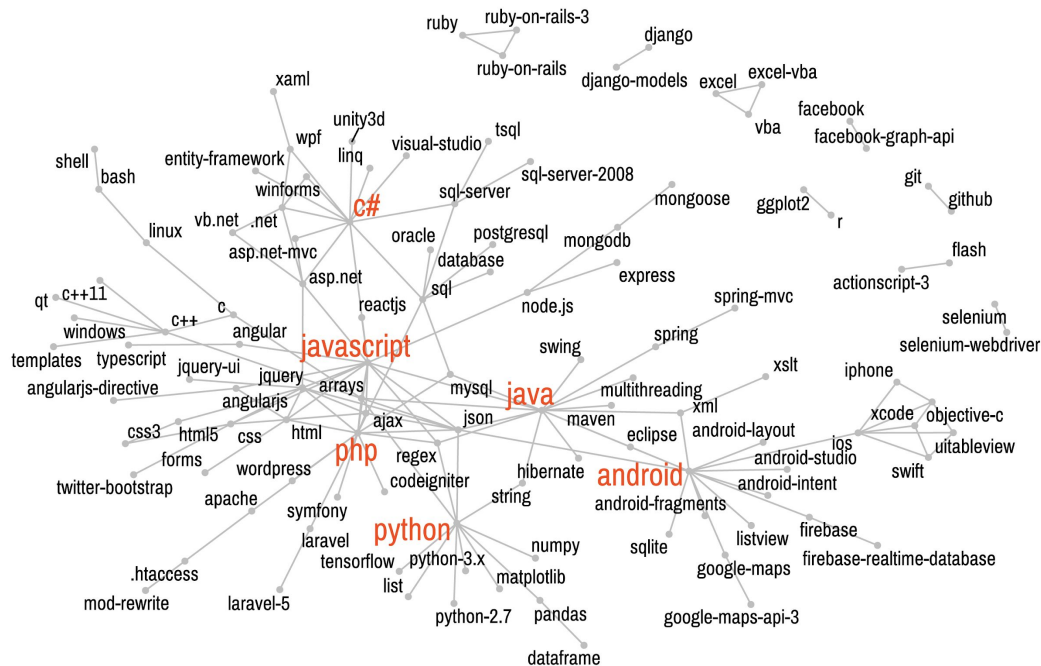 ruby
ruby-on-rails-3
ruby-on-rails
django
django-models
excel
excel-vba
vba
xaml
unity3d
wpf
linq
visual-studio
tsql
facebook
facebook-graph-api
shell
bash
entity-framework
winforms
c#
sql-server
sql-server-2008
mongoose
ggplot2
r
git
github
linux
vb.net
.net
asp.net-mvc
oracle
postgresql
database
mongodb
express
flash
actionscript-3
asp.net
sql
node.js
spring-mvc
qt
c++11
c++
c
reactjs
windows
angular
javascript
swing
spring
selenium
selenium-webdriver
templates
typescript
jquery-ui
jquery
arrays
mysql
java
multithreading
xslt
iphone
angularjs-directive
angularjs
ajax
json
maven
xml
xcode
objective-c
css3
html5
css
html
php
regex
eclipse
android-layout
ios
uitableview
forms
twitter-bootstrap
wordpress
codeigniter
hibernate
android
android-studio
swift
apache
symfony
string
android-fragments
android-intent
laravel
python
sqlite
listview
firebase
firebase-realtime-database
.htaccess
tensorflow
python-3.x
numpy
google-maps
mod-rewrite
laravel-5
list
matplotlib
python-2.7
pandas
google-maps-api-3
dataframe